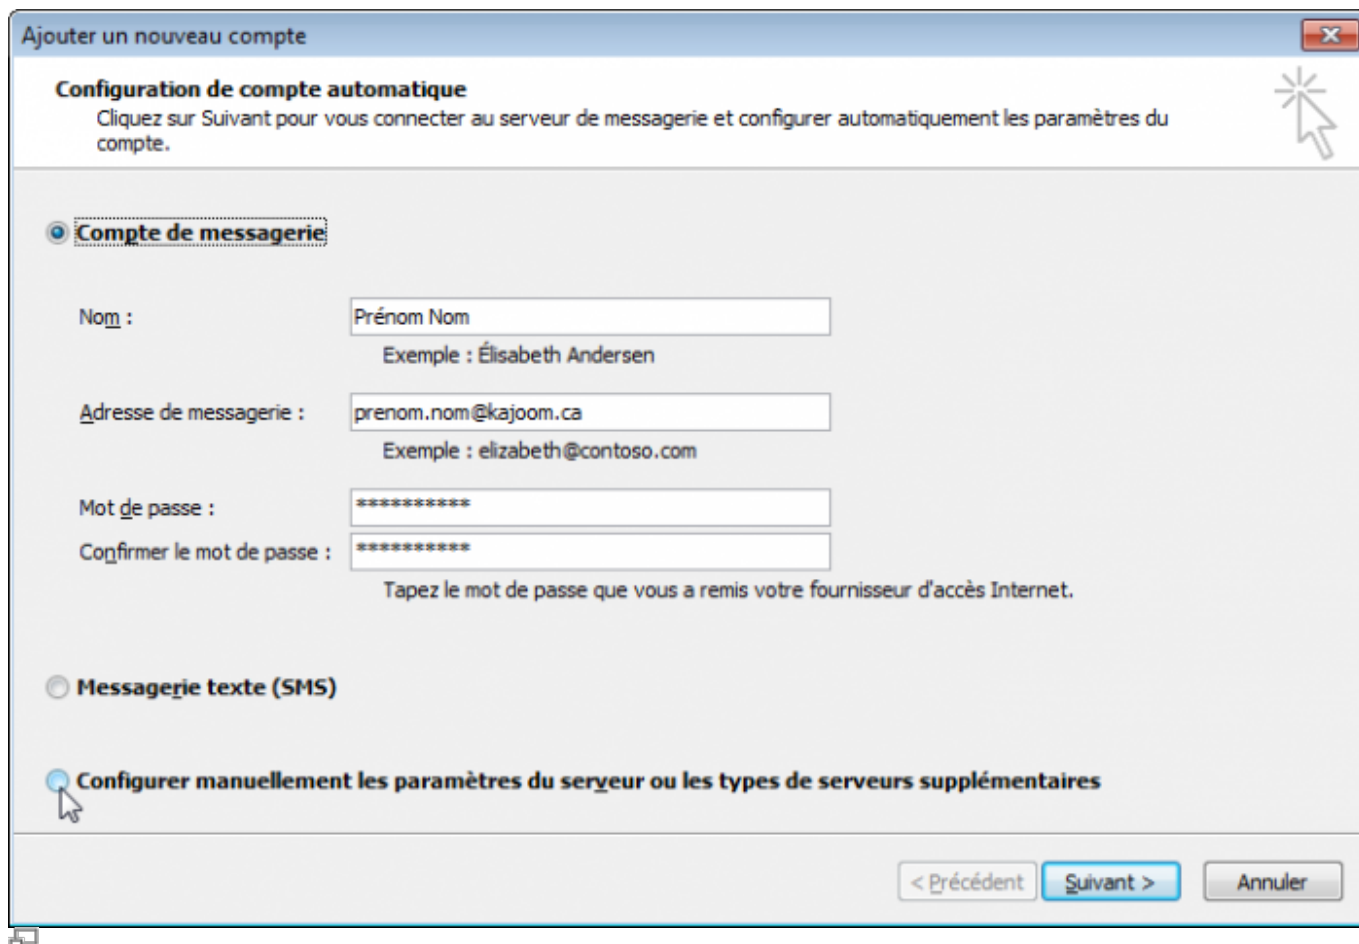 Ajouter un nouveau compte
Configuration de compte automatique
Cliquez sur Suivant pour vous connecter au serveur de messagerie et configurer automatiquement les paramètres du
compte.
Compte de messagerie
Nom : Prénom Nom
Exemple : Élisabeth Andersen
Adresse de messagerie : prenom.nom@kajoom.ca
Exemple : elizabeth@contoso.com
Mot de passe : **********
Confirmer le mot de passe : **********
Tapez le mot de passe que vous a remis votre fournisseur d'accès Internet.
Messagerie texte (SMS)
Configurer manuellement les paramètres du serveur ou les types de serveurs supplémentaires
< Précédent Suivant > Annuler